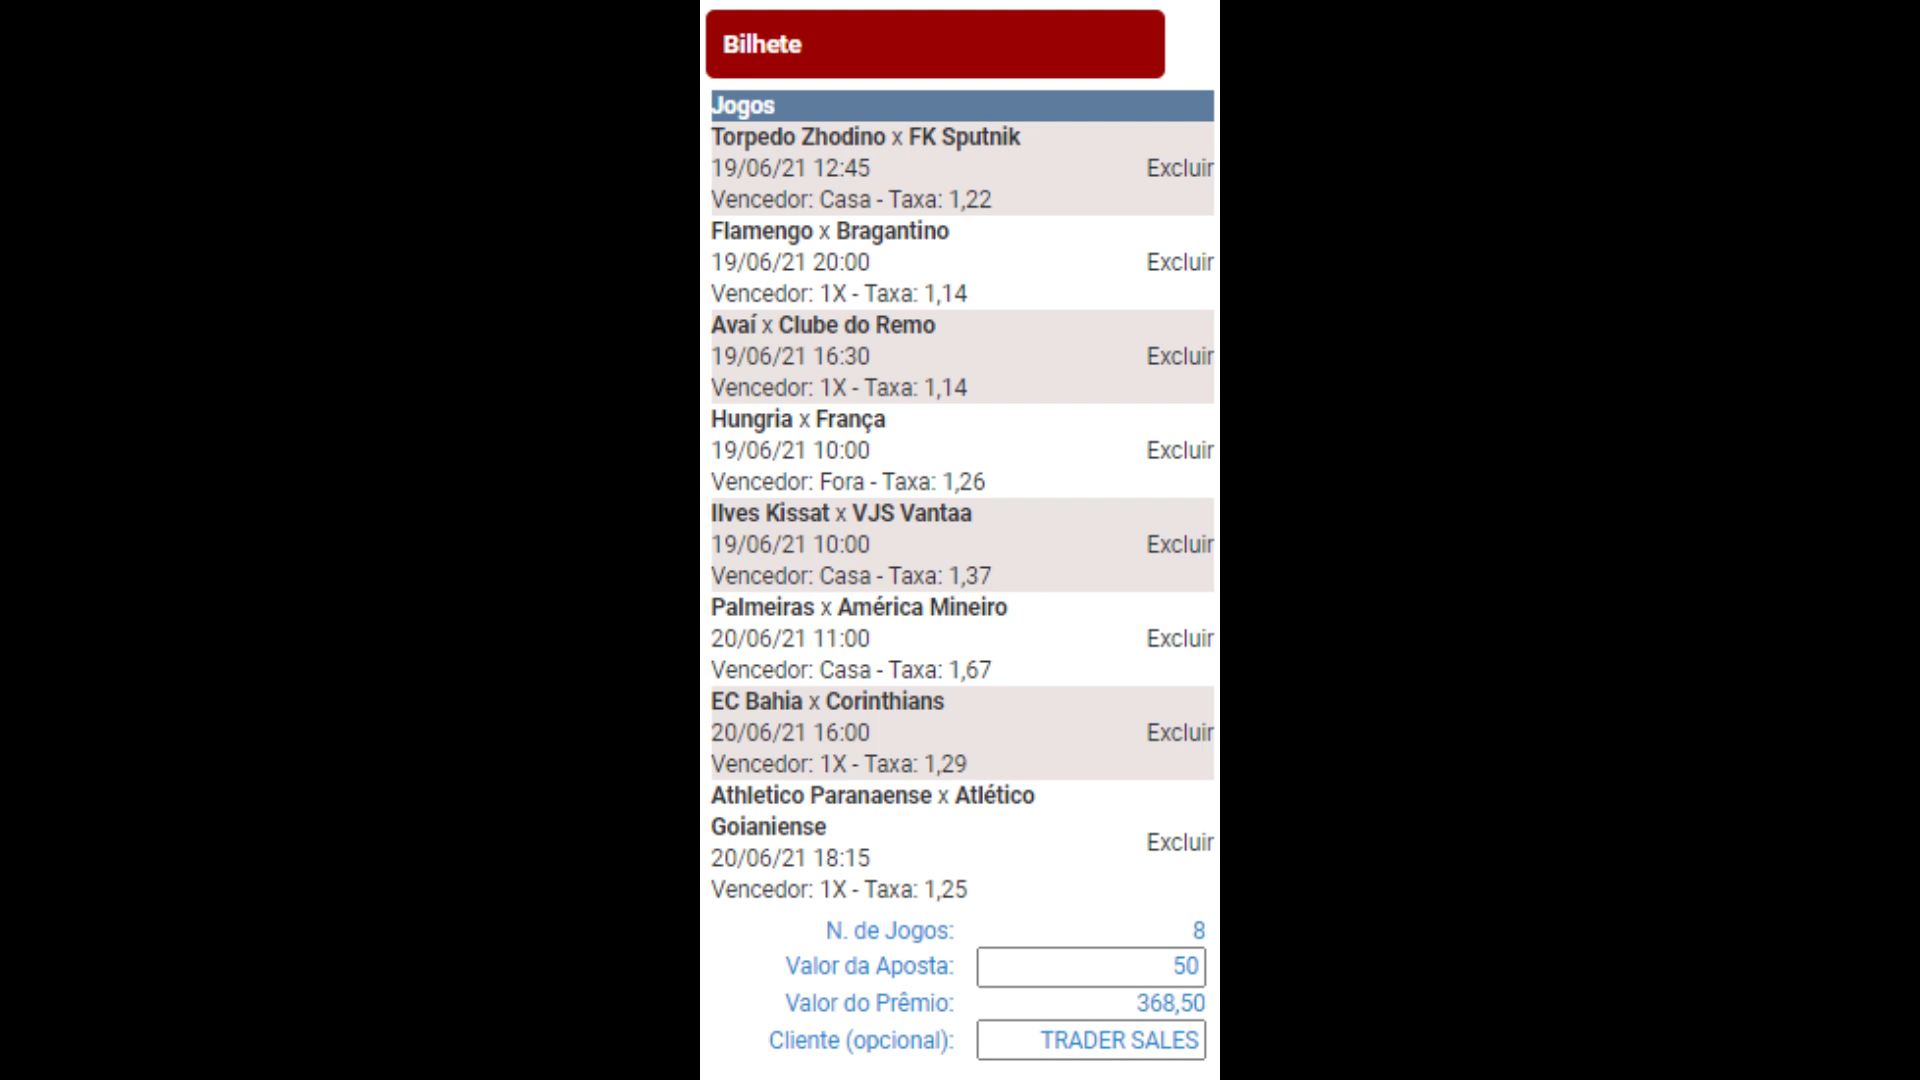 Bilhete
Jogos
Torpedo Zhodino x FK Sputnik
19/06/21 12:45
Excluir
Vencedor: Casa - Taxa: 1,22
Flamengo x Bragantino
19/06/21 20:00
Excluir
Vencedor: 1X - Taxa: 1,14
Avaí x Clube do Remo
19/06/21 16:30
Excluir
Vencedor: 1X - Taxa: 1,14
Hungria x França
19/06/21 10:00
Excluir
Vencedor: Fora - Taxa: 1,26
Ilves Kissat x VJS Vantaa
19/06/21 10:00
Excluir
Vencedor: Casa - Taxa: 1,37
Palmeiras x América Mineiro
20/06/21 11:00
Excluir
Vencedor: Casa - Taxa: 1,67
EC Bahia x Corinthians
20/06/21 16:00
Excluir
Vencedor: 1X - Taxa: 1,29
Athletico Paranaense x Atlético
Goianiense
Excluir
20/06/21 18:15
Vencedor: 1X - Taxa: 1,25
N. de Jogos: 8
Valor da Aposta: 50
Valor do Prêmio: 368,50
Cliente (opcional): TRADER SALES